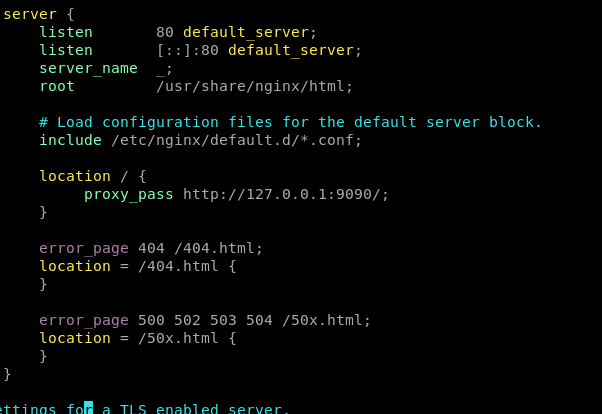 server {
    listen       80 default_server;
    listen       [::]:80 default_server;
    server_name  _;
    root         /usr/share/nginx/html;

    # Load configuration files for the default server block.
    include /etc/nginx/default.d/*.conf;

    location / {
         proxy_pass http://127.0.0.1:9090/;
    }

    error_page 404 /404.html;
    location = /404.html {
    }

    error_page 500 502 503 504 /50x.html;
    location = /50x.html {
    }
}

ettings for a TLS enabled server.